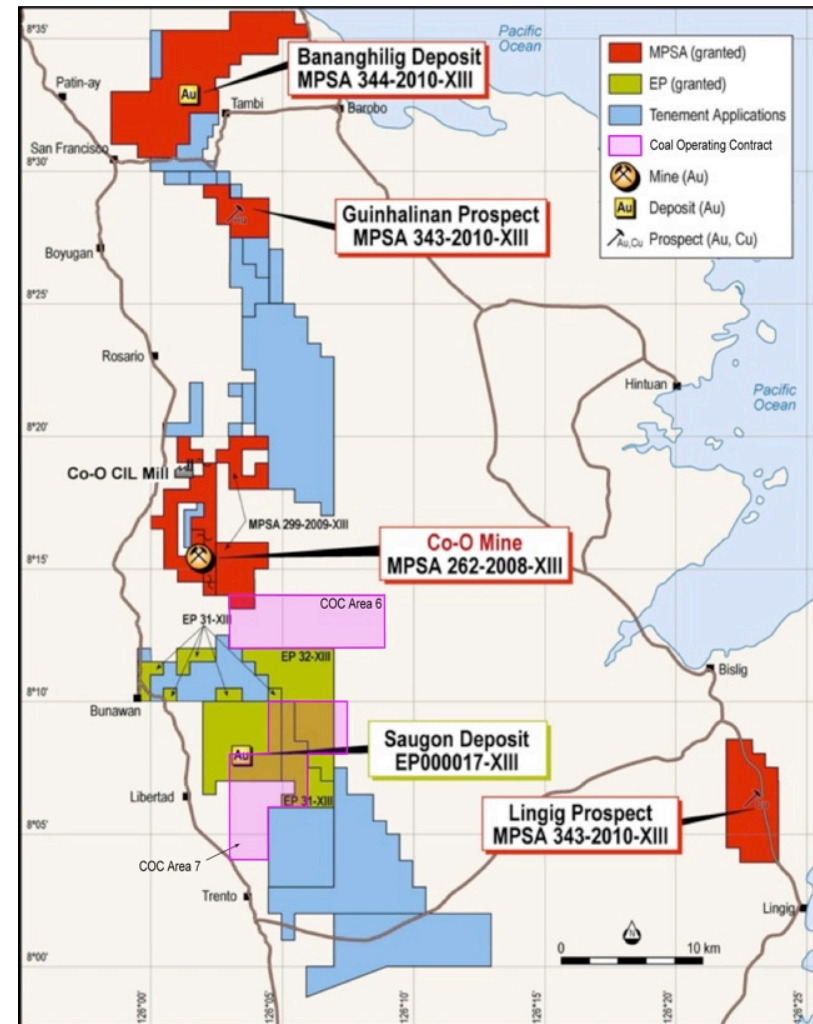 8°35'
Pacific
Ocean
Bananghilig Deposit
MPSA 344-2010-XIII
MPSA (granted)
EP (granted)
Tenement Applications
Coal Operating Contract
Mine (Au)
Au
Deposit (Au)
Au,Cu
Prospect (Au, Cu)
Patin-ay
Au
Tambi
Barobo
San Francisco
8°30'
Au
Guinhalinan Prospect
MPSA 343-2010-XIII
Boyugan
8°25'
Rosario
Hintuan
Pacific
Ocean
8°20'
Co-O CIL Mill
MPSA 299-2009-XIII
Co-O Mine
MPSA 262-2008-XIII
8°15'
COC Area 6
EP 31-XIII
EP 32-XIII
Bislig
8°10'
Bunawan
Au
Saugon Deposit
EP000017-XIII
Libertad
EP 31-XIII
Cu
Lingig Prospect
MPSA 343-2010-XIII
8°05'
COC Area 7
Trento
Lingig
N
0
10 km
8°00'
126°00'
126°05'
126°10'
126°15'
126°20'
126°25'